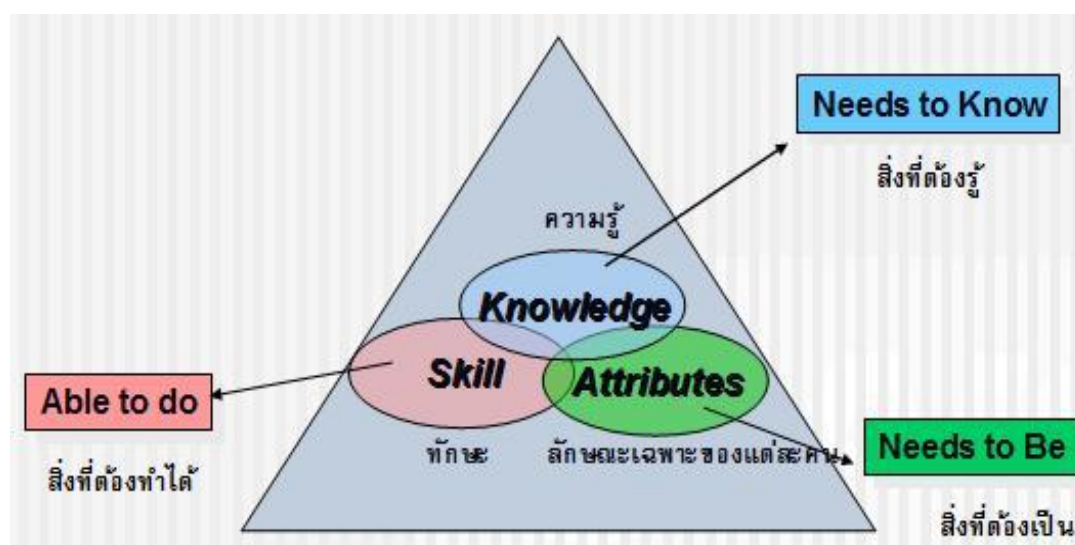 Needs to Know
สิ่งที่ต้องรู้
ความรู้
Knowledge
Skill
Attributes
Able to do
สิ่งที่ต้องทำได้
ทักษะ
ลักษณะเฉพาะของแต่ละคน
Needs to Be
สิ่งที่ต้องเป็น